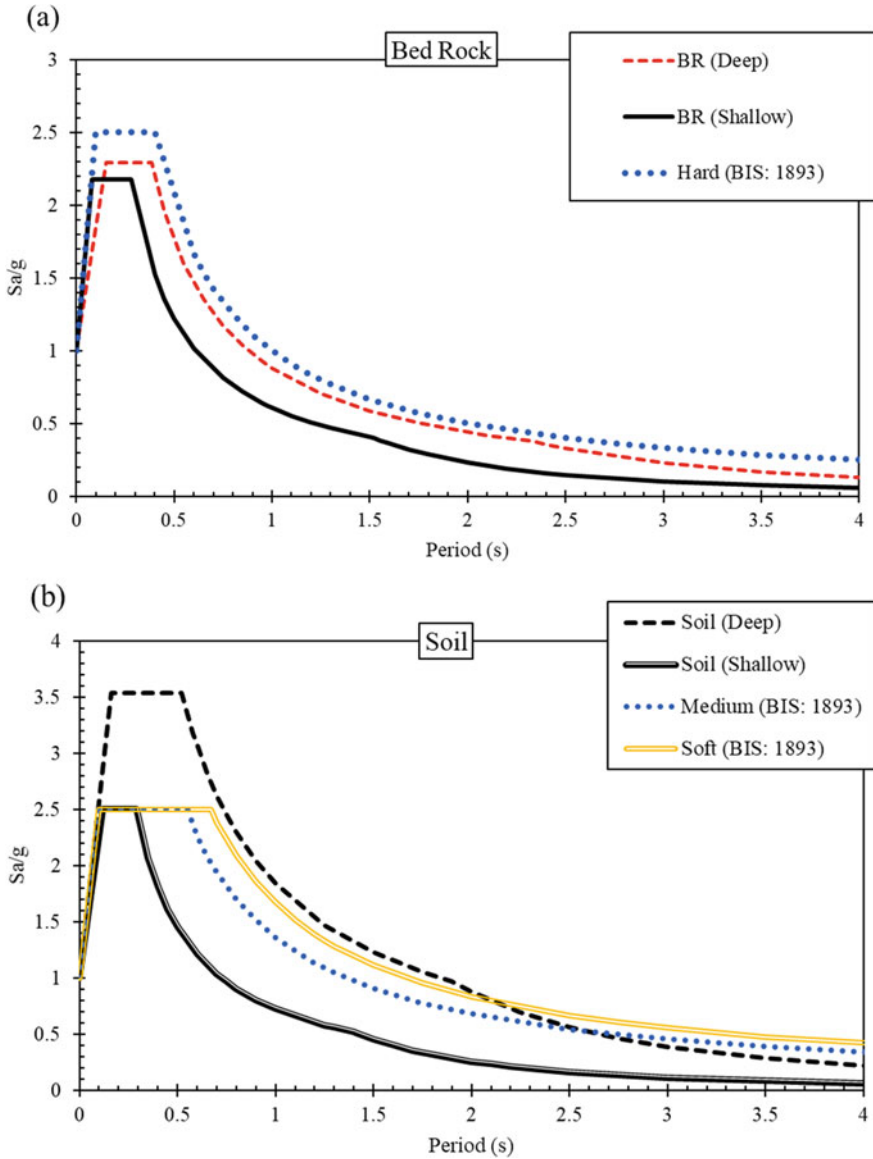 (a)
Bed Rock
BR (Deep)
BR (Shallow)
Hard (BIS: 1893)
3
2.5
2
1.5
1
0.5
0
Sa/g
0 0.5 1 1.5 2 2.5 3 3.5 4
Period (s)
(b)
Soil
Soil (Deep)
Soil (Shallow)
Medium (BIS: 1893)
Soft (BIS: 1893)
4
3.5
3
2.5
2
1.5
1
0.5
0
Sa/g
0 0.5 1 1.5 2 2.5 3 3.5 4
Period (s)